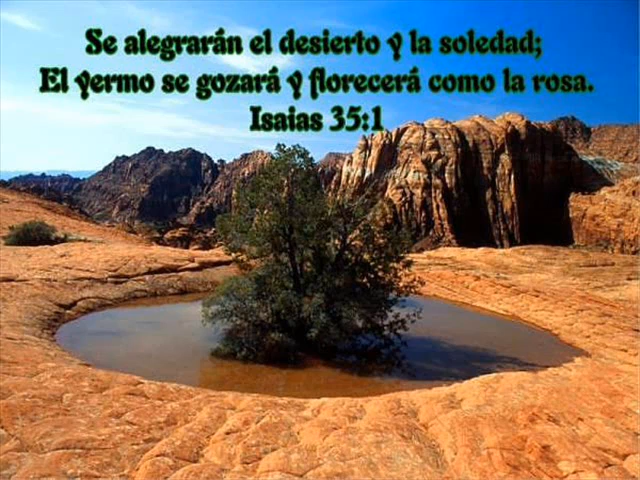 Se alegrarán el desierto y la soledad;
El yermo se gozará y florecerá como la rosa.
Isaias 35:1